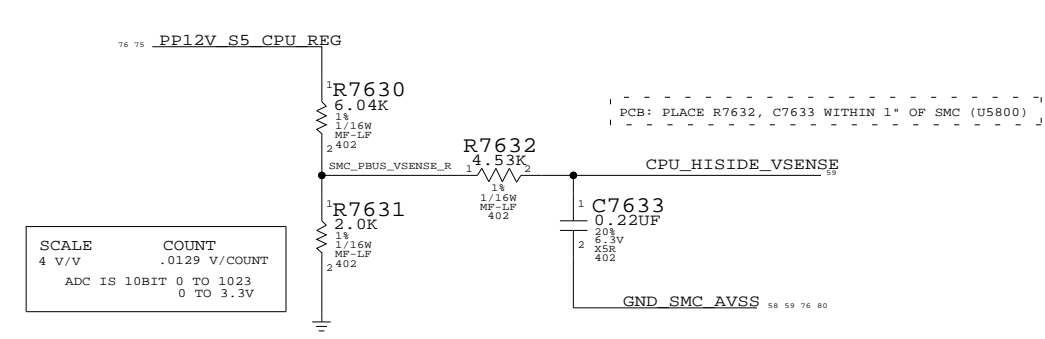 76 75 PP12V_S5_CPU_REG
1 R7630
6.04K
1%
1/16W
MF-LF
2 402
PCB: PLACE R7632, C7633 WITHIN 1" OF SMC (U5800)
R7632
4.53K
SMC_PBUS_VSENSE_R 1 2
1%
1/16W
MF-LF
402
CPU_HISIDE_VSENSE
59
1 R7631
2.0K
1%
1/16W
MF-LF
2 402
1 C7633
0.22UF
20%
6.3V
2 X5R
402
SCALE COUNT
4 V/V .0129 V/COUNT
ADC IS 10BIT 0 TO 1023
0 TO 3.3V
GND_SMC_AVSS 58 59 76 80